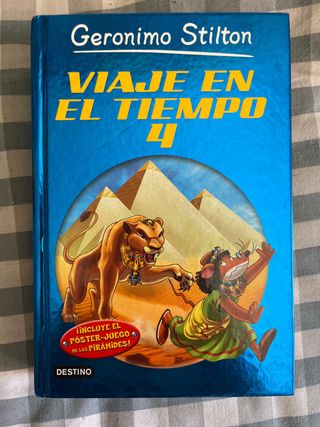 Geronimo Stilton
VIAJE EN
EL TIEMPO
4
¡INCLUYE EL
PÓSTER-JUEGO
DE LAS PIRÁMIDES!
DESTINO